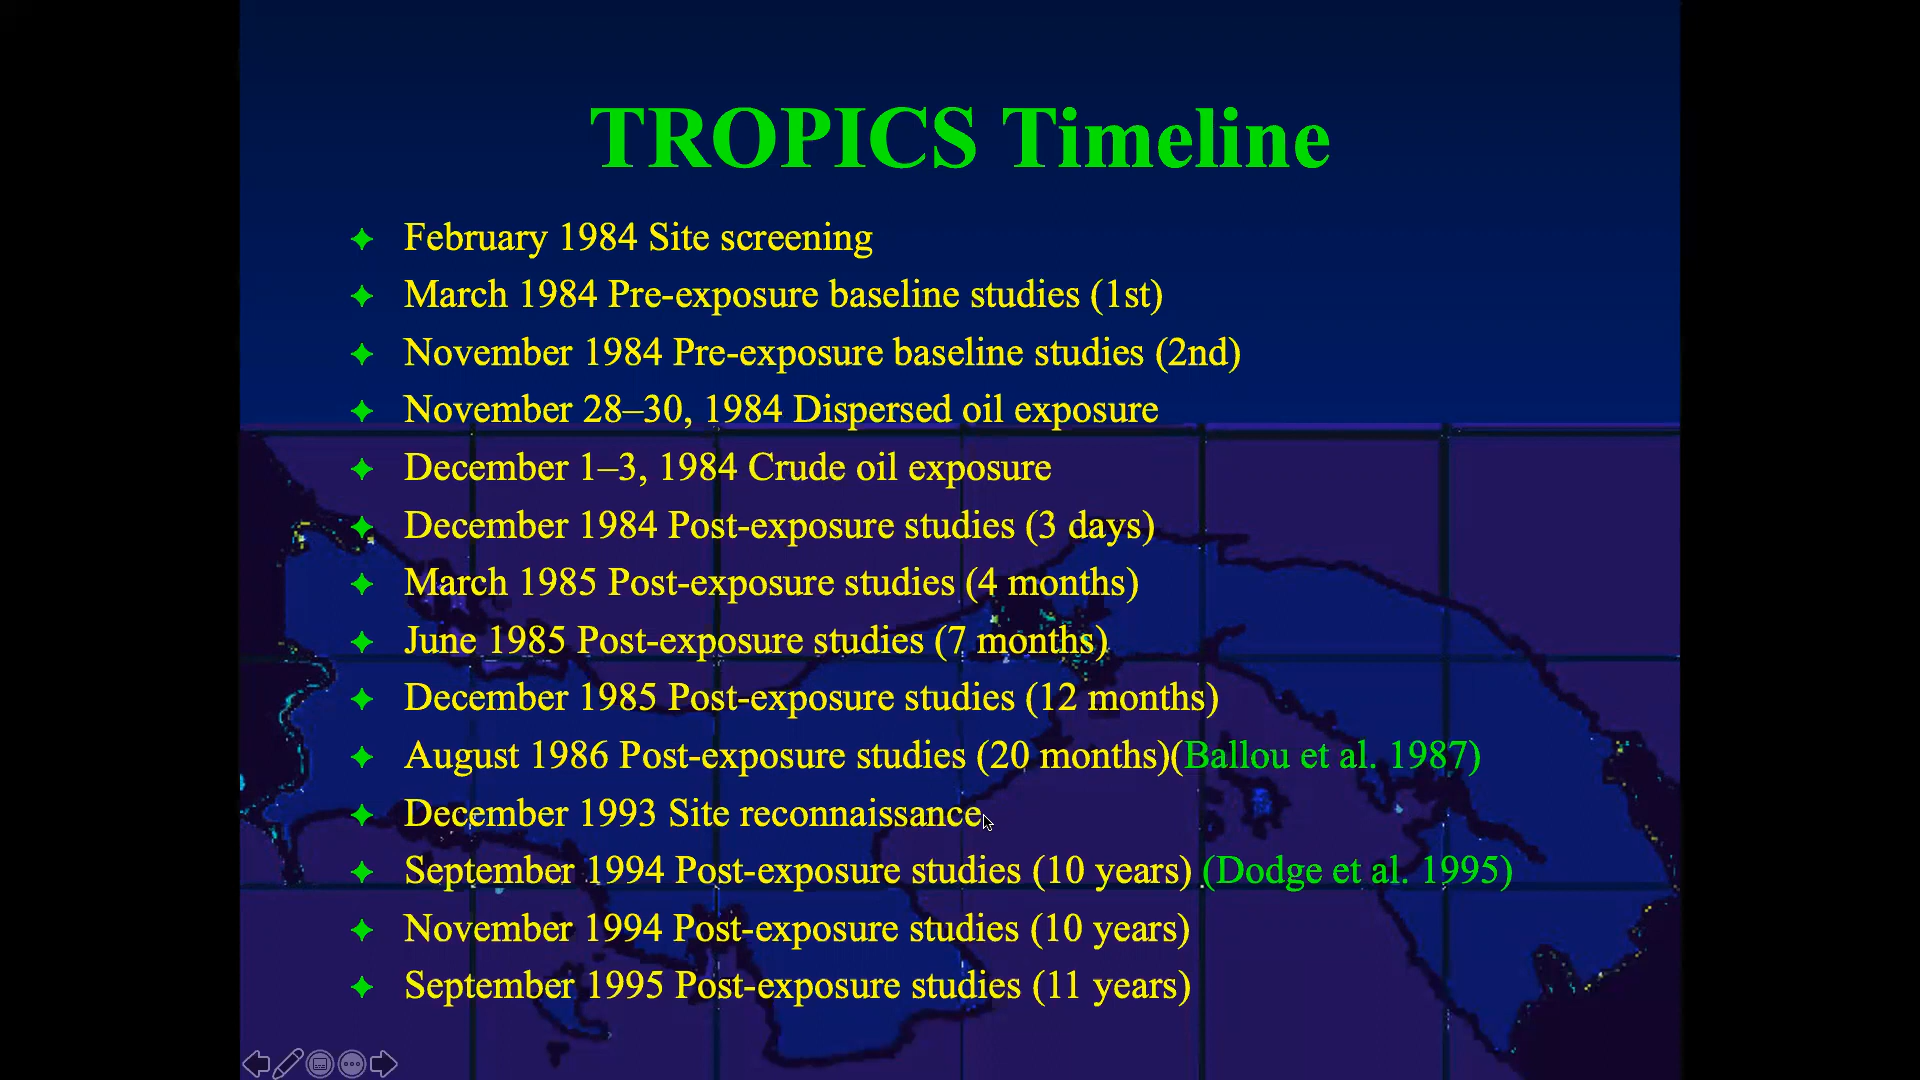 TROPICS Timeline
February 1984 Site screening
March 1984 Pre-exposure baseline studies (1st)
November 1984 Pre-exposure baseline studies (2nd)
November 28–30, 1984 Dispersed oil exposure
December 1–3, 1984 Crude oil exposure
December 1984 Post-exposure studies (3 days)
March 1985 Post-exposure studies (4 months)
June 1985 Post-exposure studies (7 months)
December 1985 Post-exposure studies (12 months)
August 1986 Post-exposure studies (20 months)(Ballou et al. 1987)
December 1993 Site reconnaissance
September 1994 Post-exposure studies (10 years) (Dodge et al. 1995)
November 1994 Post-exposure studies (10 years)
September 1995 Post-exposure studies (11 years)